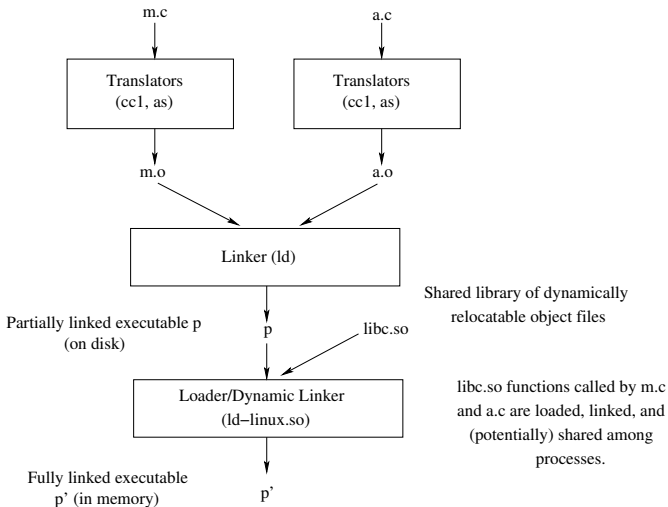 m.c
a.c
Translators
(cc1, as)
Translators
(cc1, as)
m.o
a.o
Linker (ld)
Shared library of dynamically
relocatable object files
Partially linked executable p
(on disk)
p
libc.so
Loader/Dynamic Linker
(ld−linux.so)
libc.so functions called by m.c
and a.c are loaded, linked, and
(potentially) shared among
processes.
Fully linked executable
p' (in memory)
p'